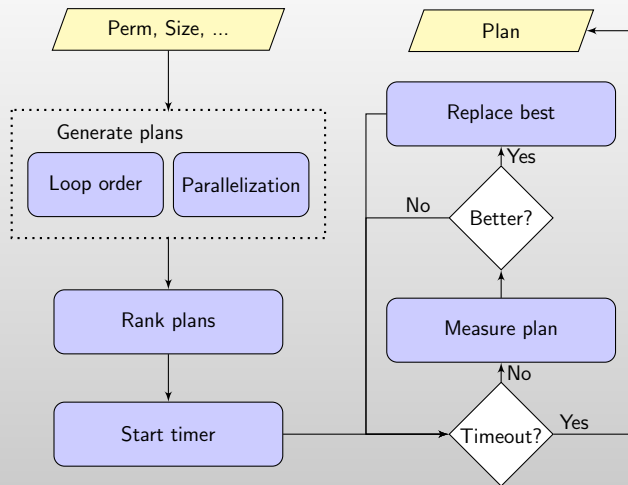 Perm, Size, ...
Generate plans
Loop order
Parallelization
Rank plans
Start timer
Plan
Replace best
Yes
No
Better?
Measure plan
No
Timeout?
Yes